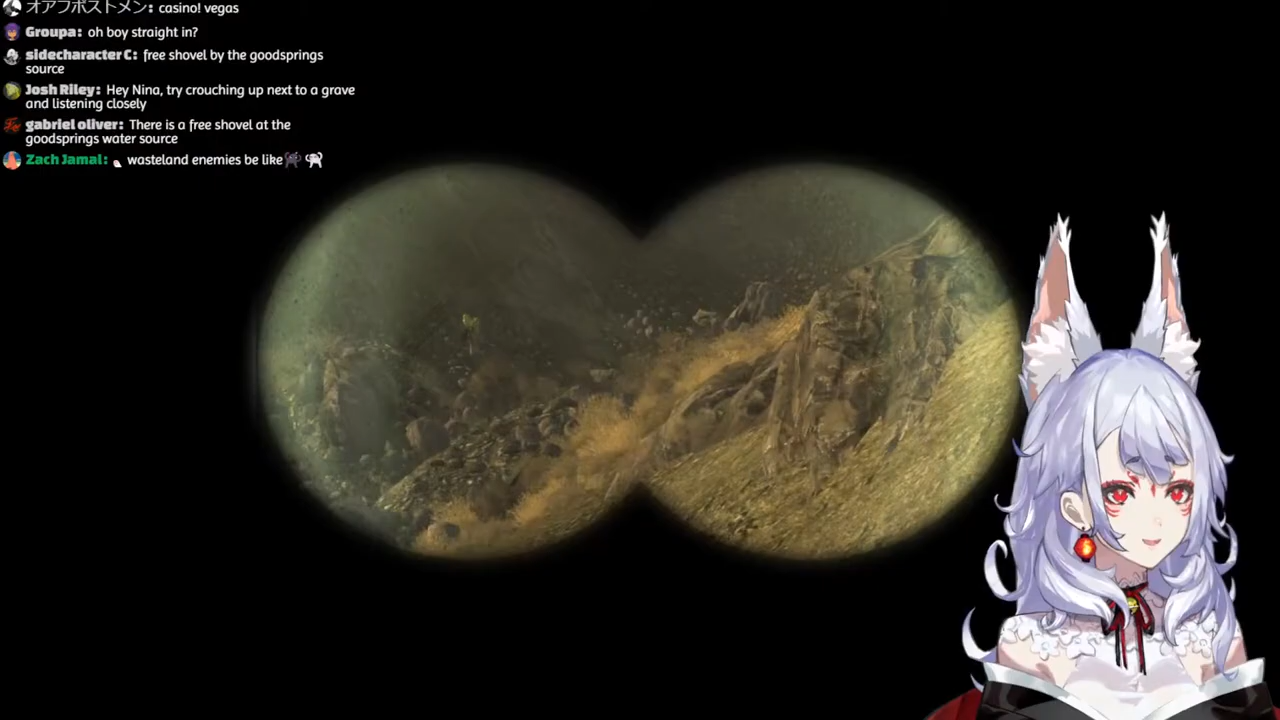 オアフポストメン: casino! vegas
Groupa: oh boy straight in?
sidecharacter C: free shovel by the goodsprings
source
Josh Riley: Hey Nina, try crouching up next to a grave
and listening closely
gabriel oliver: There is a free shovel at the
goodsprings water source
Zach Jamal: wasteland enemies be like